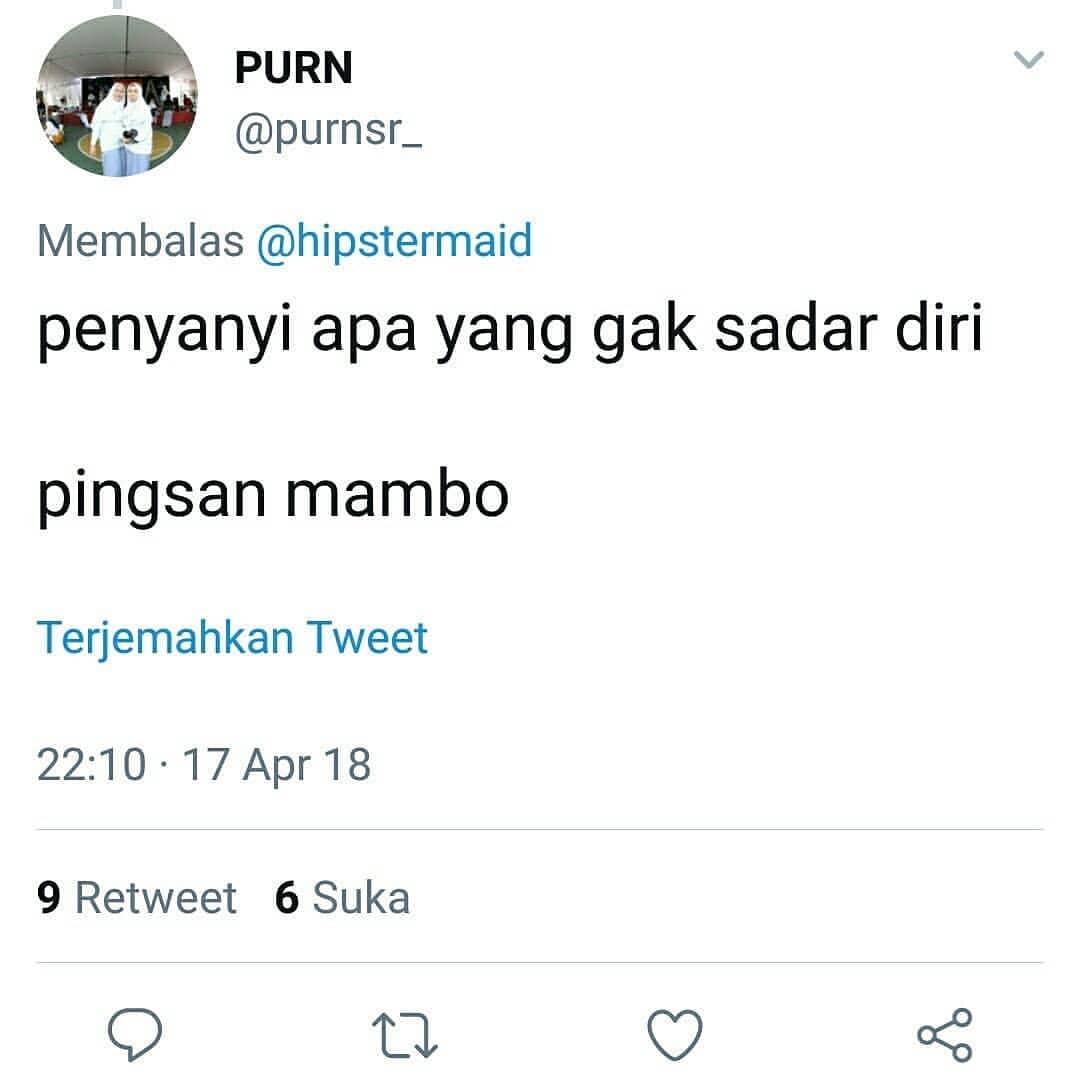 PURN
@purnsr_
Membalas @hipstermaid
penyanyi apa yang gak sadar diri
pingsan mambo
Terjemahkan Tweet
22:10 · 17 Apr 18
9 Retweet 6 Suka